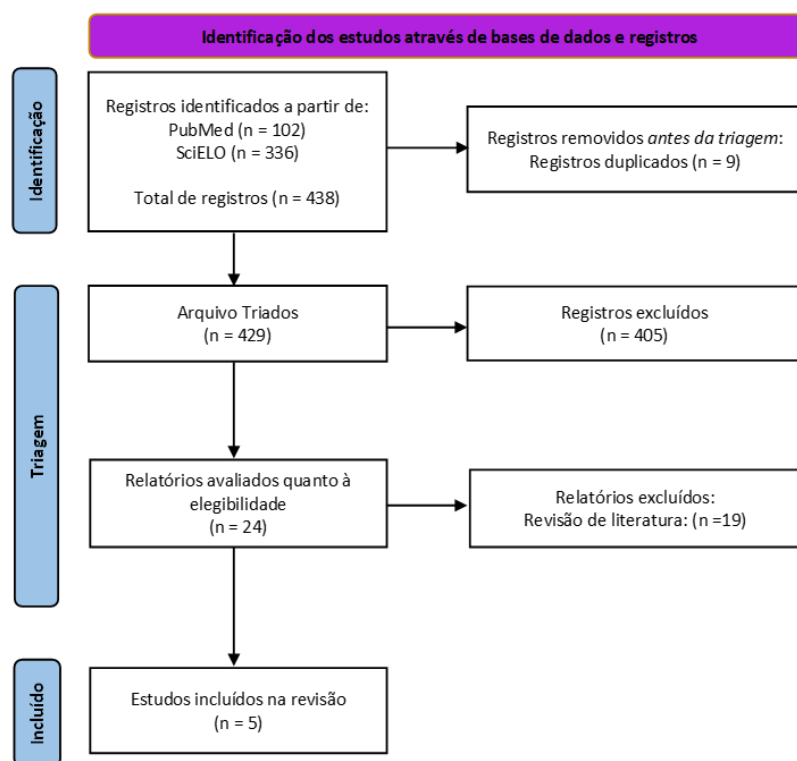 Identificação dos estudos através de bases de dados e registros
Identificação
Registros identificados a partir de:
PubMed (n = 102)
SciELO (n = 336)
Total de registros (n = 438)
Registros removidos antes da triagem:
Registros duplicados (n = 9)
Triagem
Arquivo Triados
(n = 429)
Registros excluídos
(n = 405)
Relatórios avaliados quanto à
elegibilidade
(n = 24)
Relatórios excluídos:
Revisão de literatura: (n =19)
Incluído
Estudos incluídos na revisão
(n = 5)